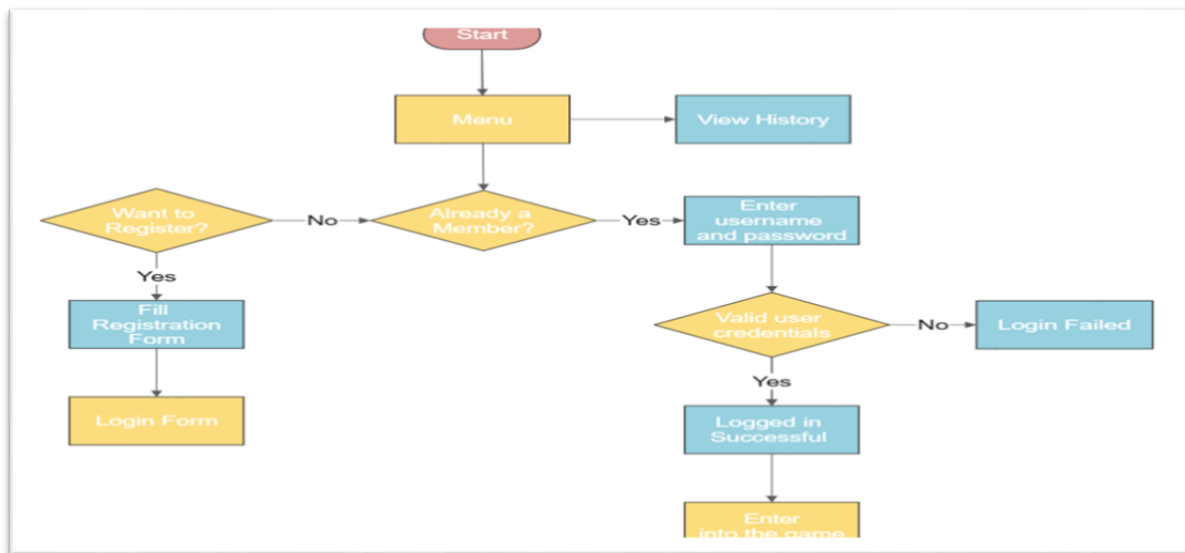 Start
Menu
View History
Want to
Register?
No
Already a
Member?
Yes
Enter
username
and password
Yes
Fill
Registration
Form
Valid user
credentials
No
Login Failed
Yes
Login Form
Logged in
Successful
Enter
into the game